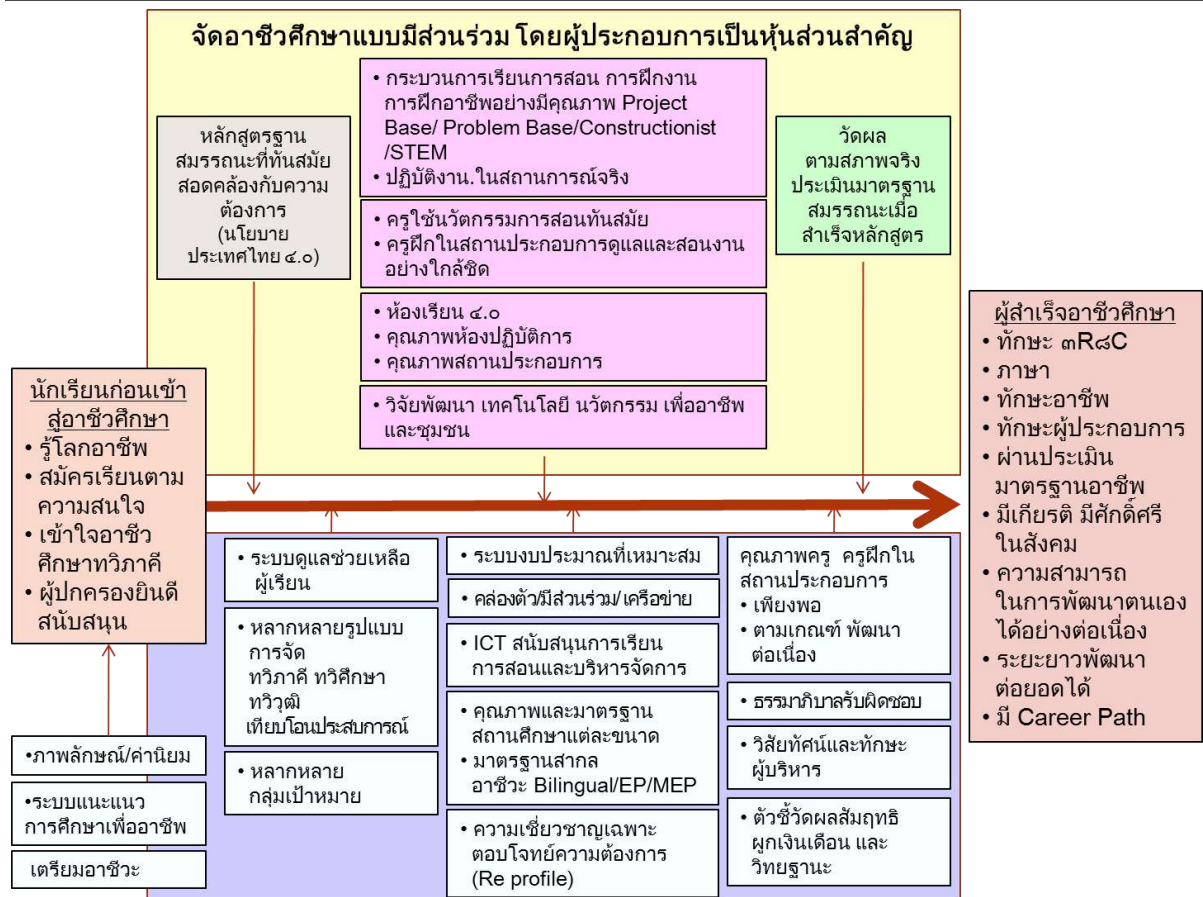 จัดอาชีวศึกษาแบบมีส่วนร่วม โดยผู้ประกอบการเป็นหุ้นส่วนสำคัญ
หลักสูตรฐาน
สมรรถนะที่ทันสมัย
สอดคล้องกับความ
ต้องการ
(นโยบาย
ประเทศไทย ๔.๐)
• กระบวนการเรียนการสอน การฝึกงาน
การฝึกอาชีพอย่างมีคุณภาพ Project
Base/ Problem Base/Constructionist
/STEM
• ปฏิบัติงาน.ในสถานการณ์จริง
• ครูใช้นวัตกรรมการสอนทันสมัย
• ครูฝึกในสถานประกอบการดูแลและสอนงาน
อย่างใกล้ชิด
• ห้องเรียน ๔.๐
• คุณภาพห้องปฏิบัติการ
• คุณภาพสถานประกอบการ
• วิจัยพัฒนา เทคโนโลยี นวัตกรรม เพื่ออาชีพ
และชุมชน
วัดผล
ตามสภาพจริง
ประเมินมาตรฐาน
สมรรถนะเมื่อ
สำเร็จหลักสูตร
นักเรียนก่อนเข้า
สู่อาชีวศึกษา
• รู้โลกอาชีพ
• สมัครเรียนตาม
ความสนใจ
• เข้าใจอาชีว
ศึกษาทวิภาคี
• ผู้ปกครองยินดี
สนับสนุน
•ภาพลักษณ์/ค่านิยม
•ระบบแนะแนว
การศึกษาเพื่ออาชีพ
เตรียมอาชีวะ
• ระบบดูแลช่วยเหลือ
ผู้เรียน
• หลากหลายรูปแบบ
การจัด
ทวิภาคี ทวิศึกษา
ทวิวุฒิ
เทียบโอนประสบการณ์
• หลากหลาย
กลุ่มเป้าหมาย
• ระบบงบประมาณที่เหมาะสม
• คล่องตัว/มีส่วนร่วม/เครือข่าย
• ICT สนับสนุนการเรียน
การสอนและบริหารจัดการ
• คุณภาพและมาตรฐาน
สถานศึกษาแต่ละขนาด
• มาตรฐานสากล
อาชีวะ Bilingual/EP/MEP
• ความเชี่ยวชาญเฉพาะ
ตอบโจทย์ความต้องการ
(Re profile)
คุณภาพครู ครูฝึกใน
สถานประกอบการ
• เพียงพอ
• ตามเกณฑ์ พัฒนา
ต่อเนื่อง
• ธรรมาภิบาลรับผิดชอบ
• วิสัยทัศน์และทักษะ
ผู้บริหาร
• ตัวชี้วัดผลสัมฤทธิ
ผูกเงินเดือน และ
วิทยฐานะ
ผู้สำเร็จอาชีวศึกษา
• ทักษะ ๓R๘C
• ภาษา
• ทักษะอาชีพ
• ทักษะผู้ประกอบการ
• ผ่านประเมิน
มาตรฐานอาชีพ
• มีเกียรติ มีศักดิ์ศรี
ในสังคม
• ความสามารถ
ในการพัฒนาตนเอง
ได้อย่างต่อเนื่อง
• ระยะยาวพัฒนา
ต่อยอดได้
• มี Career Path